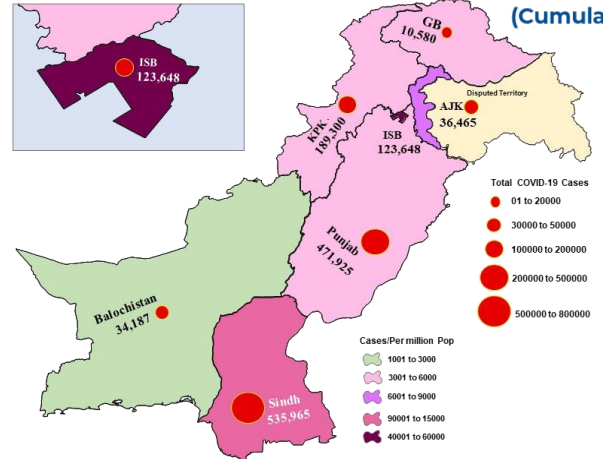 (Cumula
GB
10,580
ISB
123,648
Disputed Territory
AJK
36,465
KPK
189,300
ISB
123,648
Total COVID-19 Cases
01 to 20000
30000 to 50000
100000 to 200000
200000 to 500000
500000 to 800000
Punjab
471,925
Balochistan
34,187
Cases/Permillion Pop
1001 to 3000
3001 to 6000
6001 to 9000
90001 to 15000
40001 to 60000
Sindh
535,965